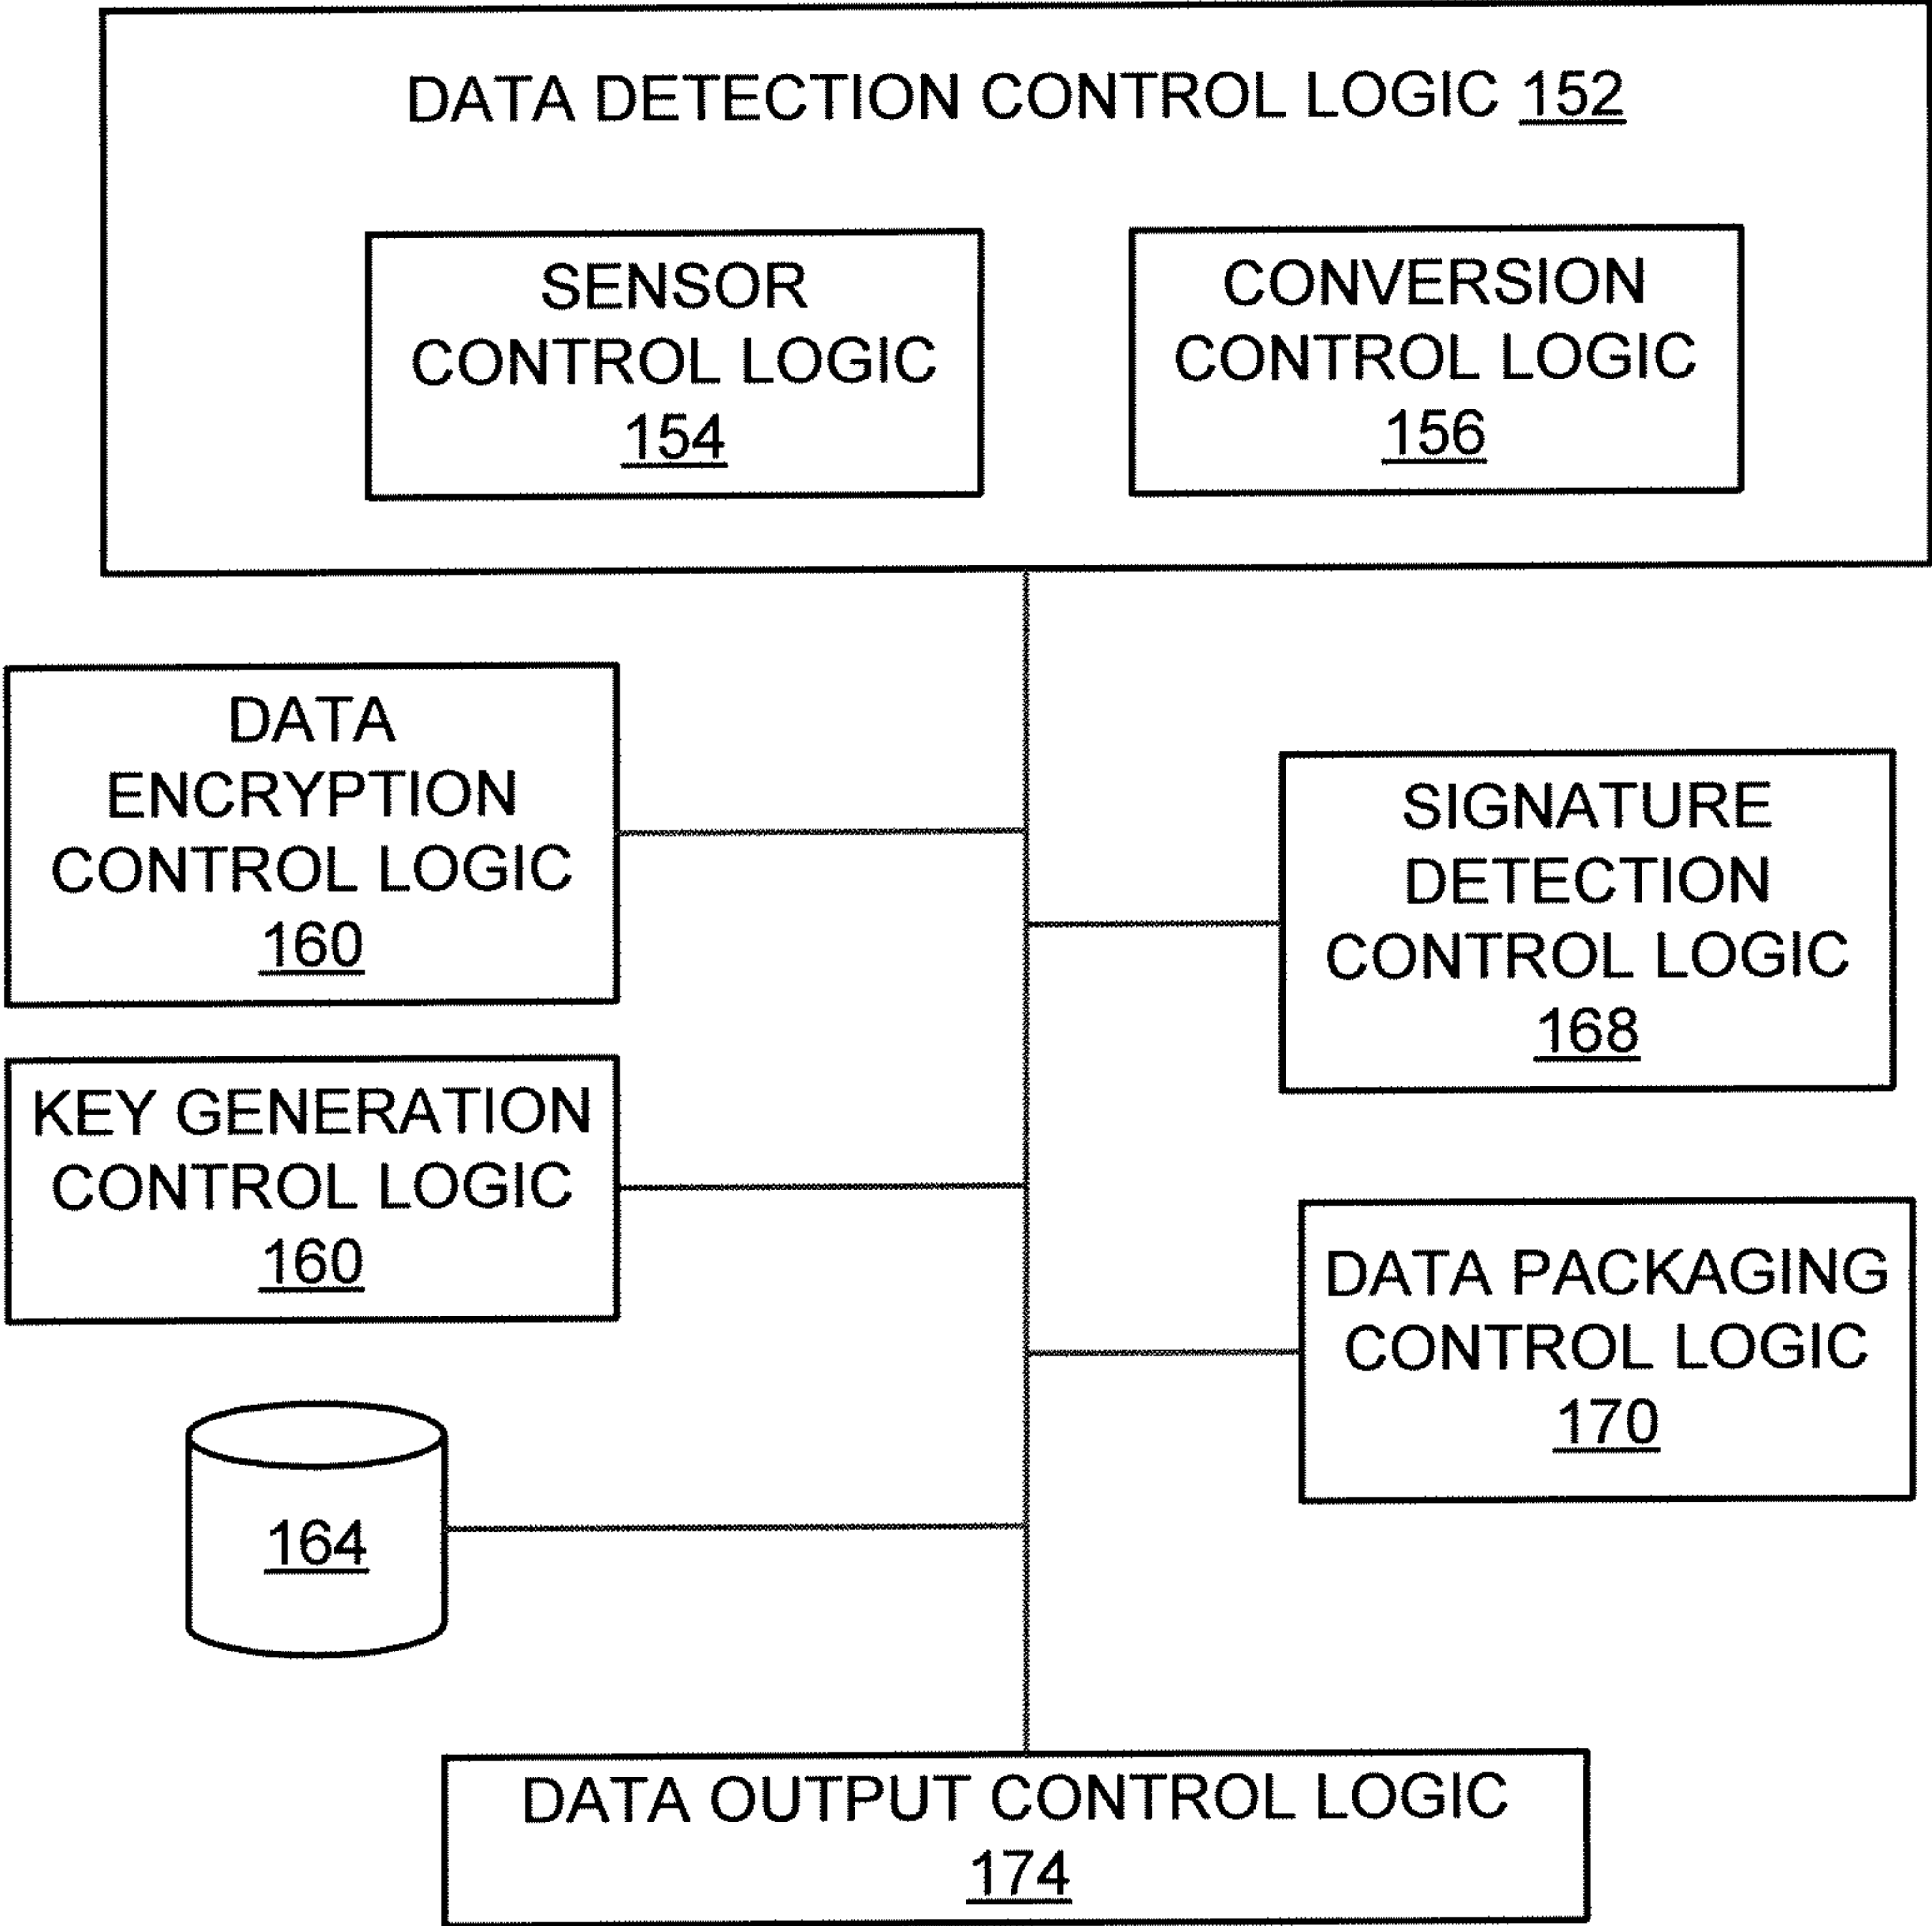 DATA DETECTION CONTROL LOGIC 152
SENSOR
CONTROL LOGIC
154
CONVERSION
CONTROL LOGIC
156
DATA
ENCRYPTION
CONTROL LOGIC
160
SIGNATURE
DETECTION
CONTROL LOGIC
168
KEY GENERATION
CONTROL LOGIC
160
DATA PACKAGING
CONTROL LOGIC
170
164
DATA OUTPUT CONTROL LOGIC
174